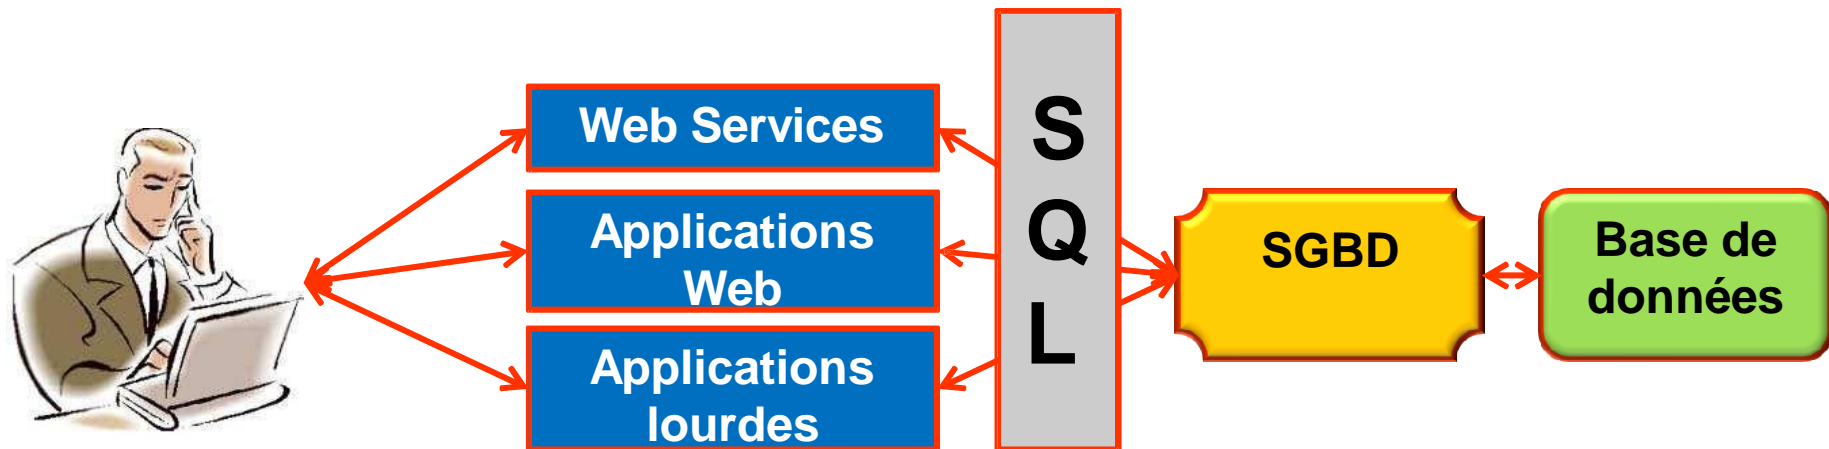 Web Services
Applications
Web
Applications
lourdes
S
Q
L
SGBD
Base de
données